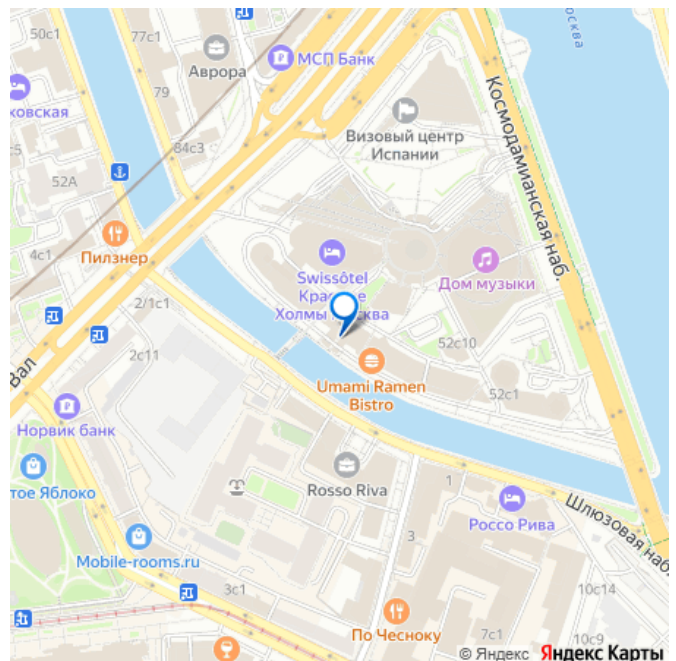 50с1
77с1
Москва
Аврора
МСП Банк
ковская
79
Космодамианская наб.
с5
84с3
Визовый центр
Испании
52А
4с1
Пилзнер
Swissôtel
Красные
Холмы Москва
Дом музыки
2/1с1
52с10
2с11
Вал
Umami Ramen
Bistro
52с1
Норвик банк
тое Яблоко
Rosso Riva
1
Россо Рива
Шлюзовая наб.
3
Mobile-rooms.ru
3с1
10с14
По Чесноку
7с1
10с9
© Яндекс Яндекс Карты